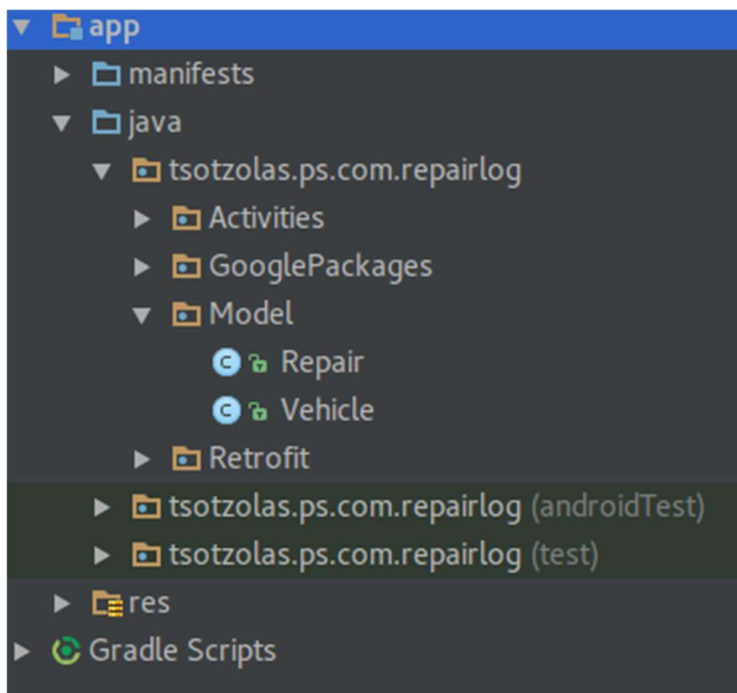 app
manifests
java
tsotzolas.ps.com.repairlog
Activities
GooglePackages
Model
Repair
Vehicle
Retrofit
tsotzolas.ps.com.repairlog (androidTest)
tsotzolas.ps.com.repairlog (test)
res
Gradle Scripts